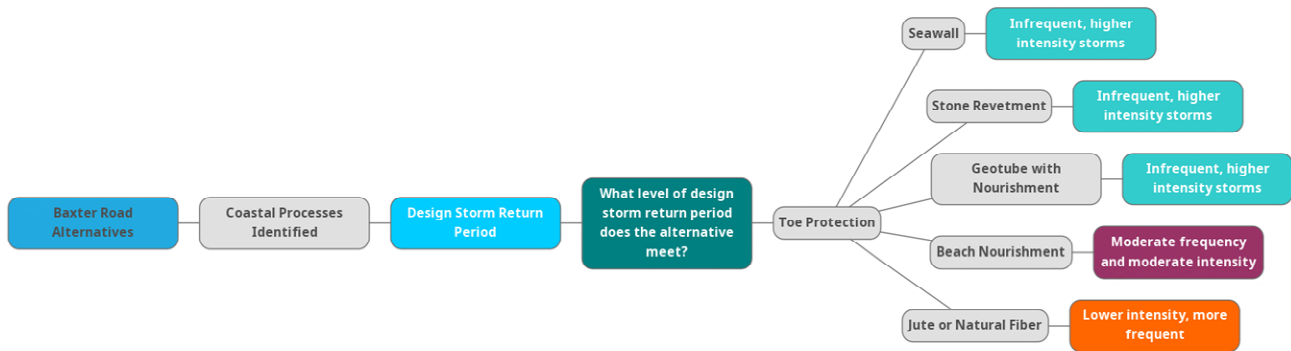 Seawall
Infrequent, higher
intensity storms
Stone Revetment
Infrequent, higher
intensity storms
Geotube with
Nourishment
Infrequent, higher
intensity storms
Baxter Road
Alternatives
Coastal Processes
Identified
Design Storm Return
Period
What level of design
storm return period
does the alternative
meet?
Toe Protection
Beach Nourishment
Moderate frequency
and moderate intensity
Jute or Natural Fiber
Lower intensity, more
frequent